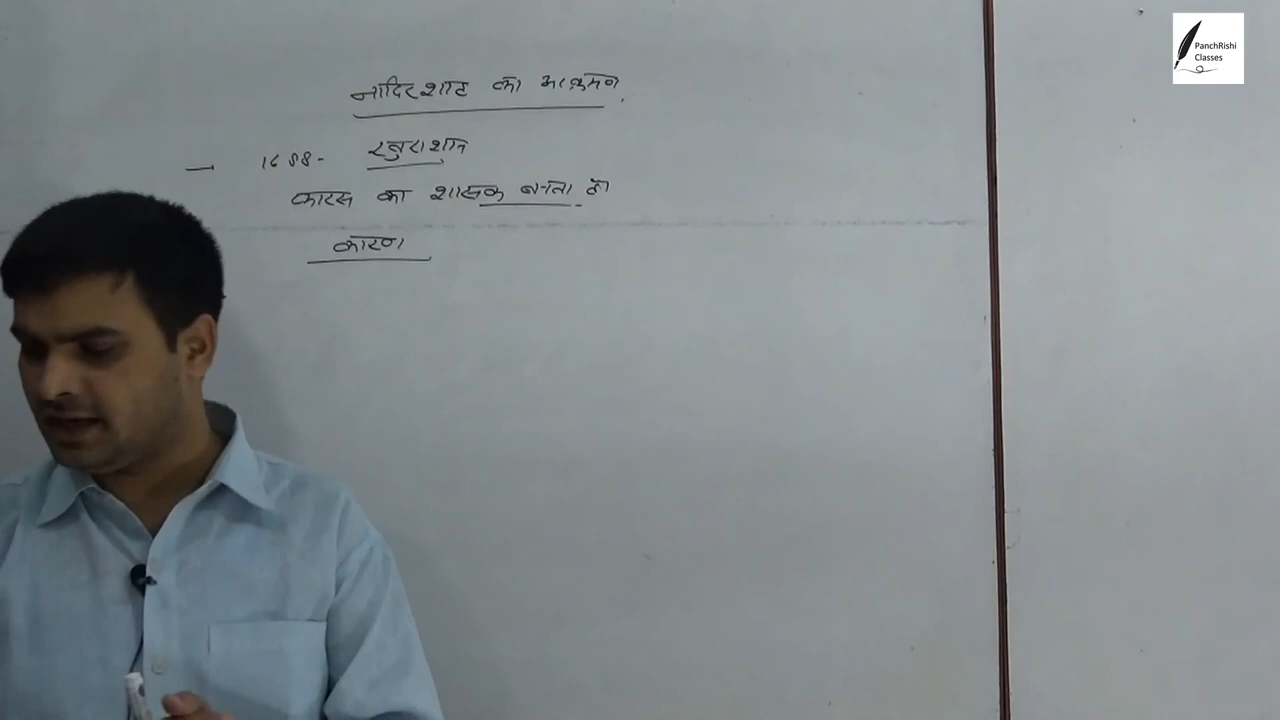 नादिरशाह का आक्रमण
— 1688- खुराशान
फारस का शासक बनता है
कारण
PanchRishi
Classes